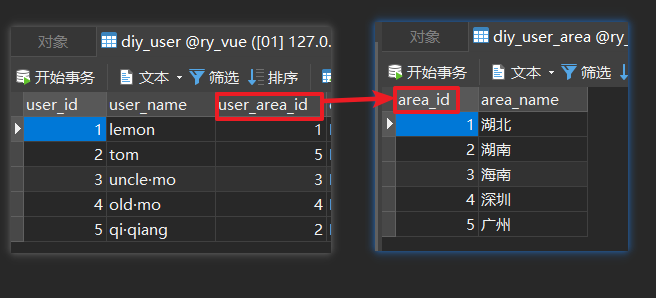 对象 diy_user @ry_vue ([01] 127.0.
开始事务 文本 筛选 排序
user_id user_name user_area_id
1 lemon 1
2 tom 5
3 uncle·mo 3
4 old·mo 4
5 qi·qiang 2
对象 diy_user_area @ry_
开始事务 文本 筛选
area_id area_name
1 湖北
2 湖南
3 海南
4 深圳
5 广州